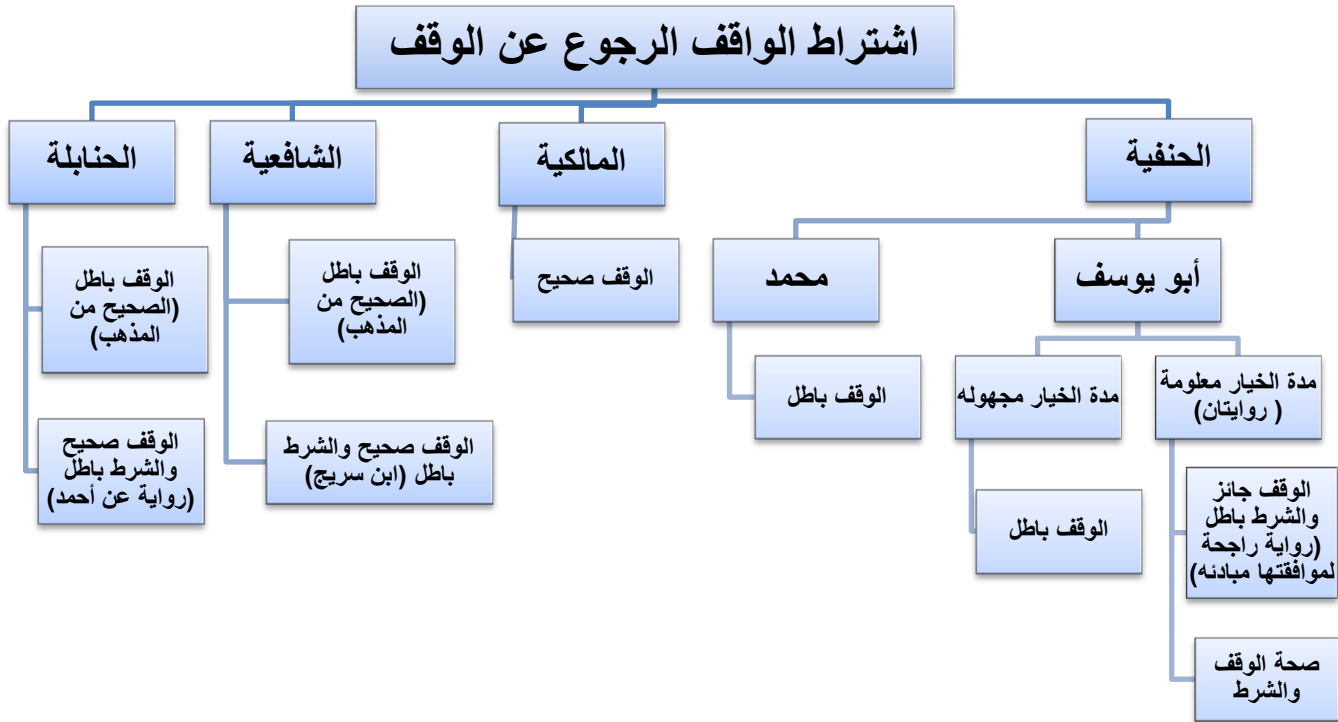 اشتراط الواقف الرجوع عن الوقف
الحنفية
المالكية
الشافعية
الحنابلة
أبو يوسف
محمد
الوقف صحيح
الوقف باطل
(الصحيح من
المذهب)
الوقف باطل
(الصحيح من
المذهب)
مدة الخيار معلومة
( روايتان)
مدة الخيار مجهوله
الوقف باطل
الوقف صحيح والشرط
باطل (ابن سريج)
الوقف صحيح
والشرط باطل
(رواية عن أحمد)
الوقف جائز
والشرط باطل
(رواية راجحة
لموافقتها مبادئه)
الوقف باطل
صحة الوقف
والشرط